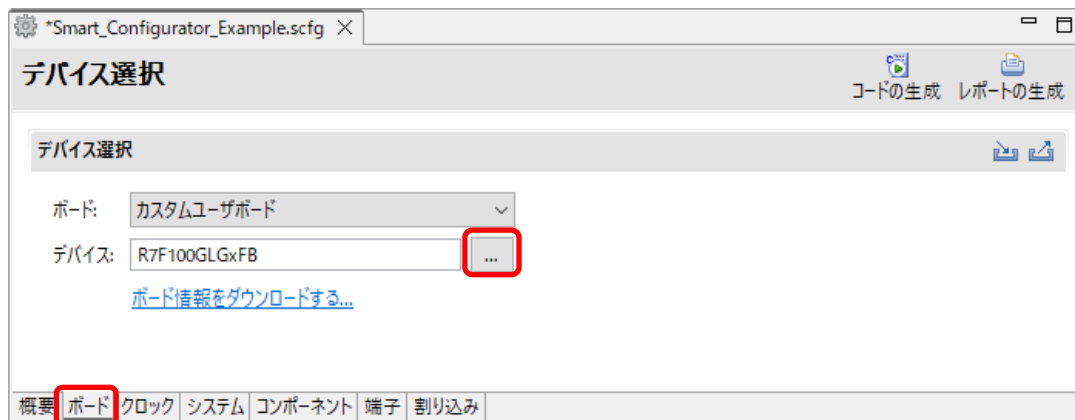 *Smart_Configurator_Example.scfg
デバイス選択
コードの生成 レポートの生成
デバイス選択
ボード: カスタムユーザボード
デバイス: R7F100GLGxFB ...
ボード情報をダウンロードする...
概要 ボード クロック システム コンポーネント 端子 割り込み